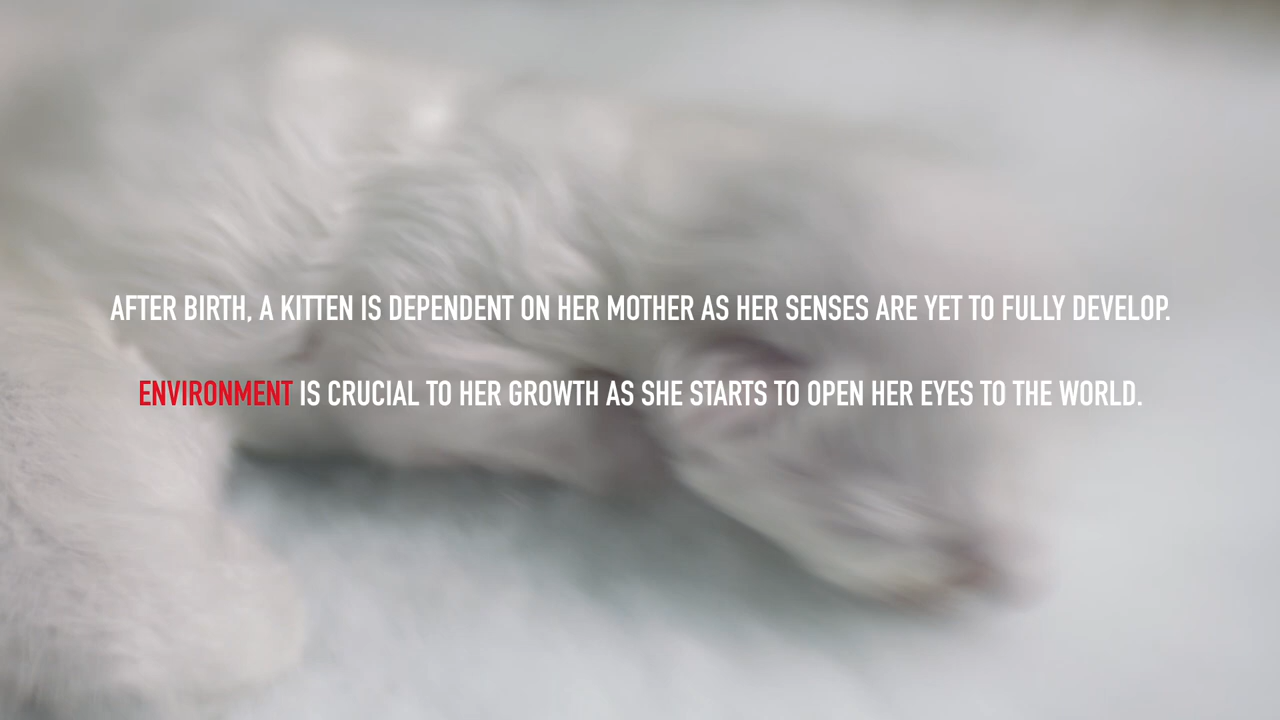 AFTER BIRTH, A KITTEN IS DEPENDENT ON HER MOTHER AS HER SENSES ARE YET TO FULLY DEVELOP.
ENVIRONMENT IS CRUCIAL TO HER GROWTH AS SHE STARTS TO OPEN HER EYES TO THE WORLD.